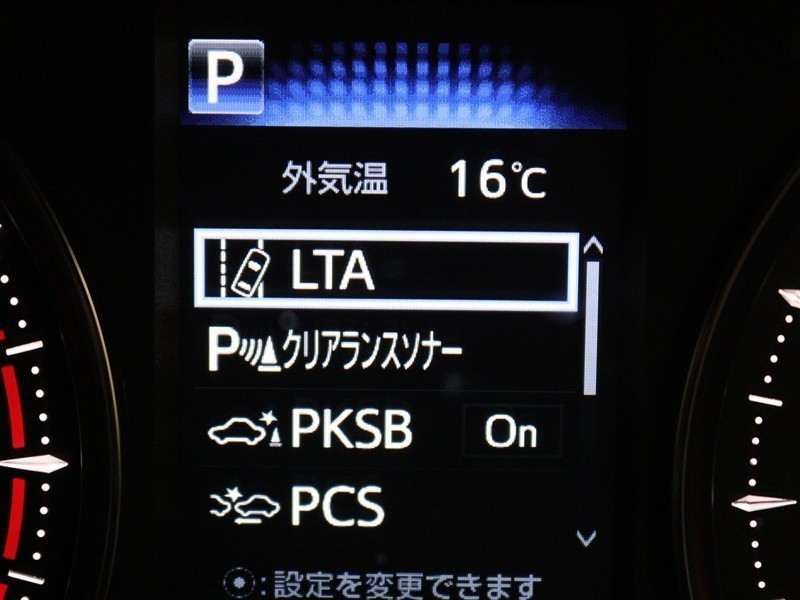 P
外気温 16℃
LTA
Pクリアランスソナー
PKSB On
PCS
:設定を変更できます